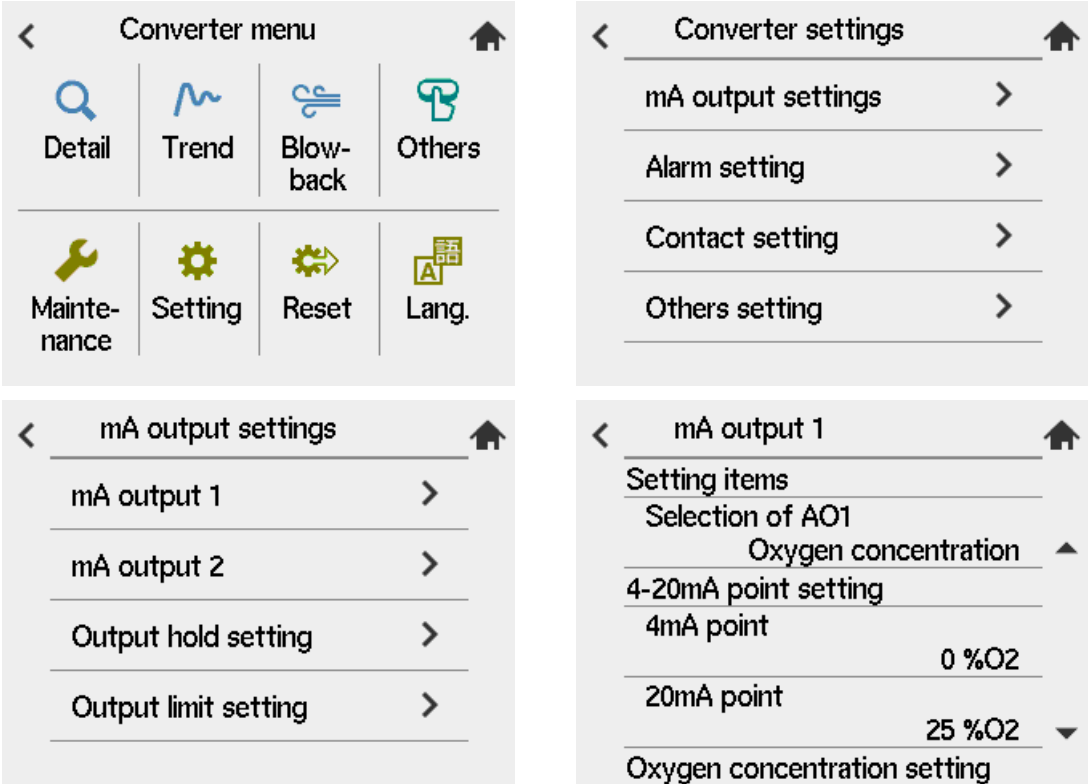 Converter menu
Detail
Trend
Blow-
back
Others
Mainte-
nance
Setting
Reset
A語
Lang.
Converter settings
mA output settings
Alarm setting
Contact setting
Others setting
mA output settings
mA output 1
mA output 2
Output hold setting
Output limit setting
mA output 1
Setting items
Selection of AO1
Oxygen concentration
4-20mA point setting
4mA point
0 %O2
20mA point
25 %O2
Oxygen concentration setting